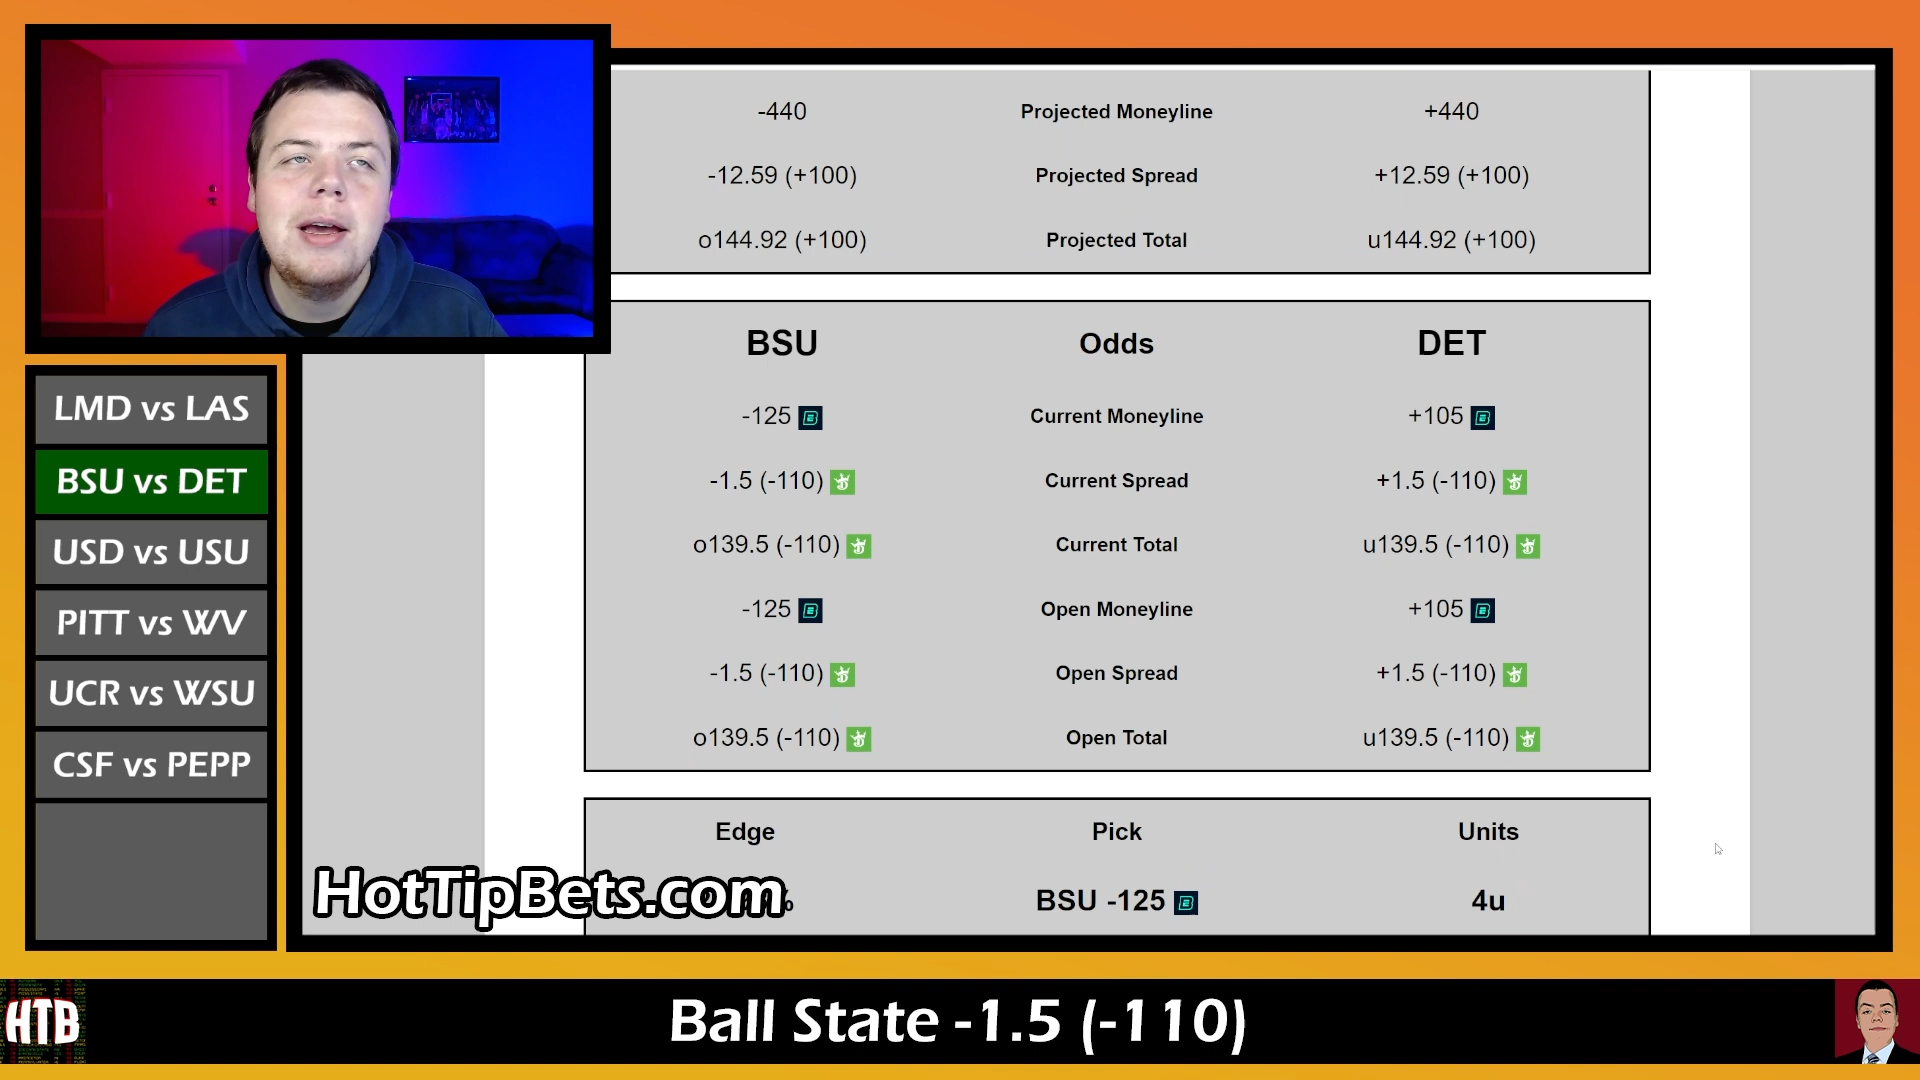 -440 Projected Moneyline +440
-12.59 (+100) Projected Spread +12.59 (+100)
o144.92 (+100) Projected Total u144.92 (+100)
BSU Odds DET
-125 Current Moneyline +105
-1.5 (-110) Current Spread +1.5 (-110)
o139.5 (-110) Current Total u139.5 (-110)
-125 Open Moneyline +105
-1.5 (-110) Open Spread +1.5 (-110)
o139.5 (-110) Open Total u139.5 (-110)
Edge Pick Units
BSU -125 4u
HotTipBets.com
LMD vs LAS
BSU vs DET
USD vs USU
PITT vs WV
UCR vs WSU
CSF vs PEPP
HTB
Ball State -1.5 (-110)